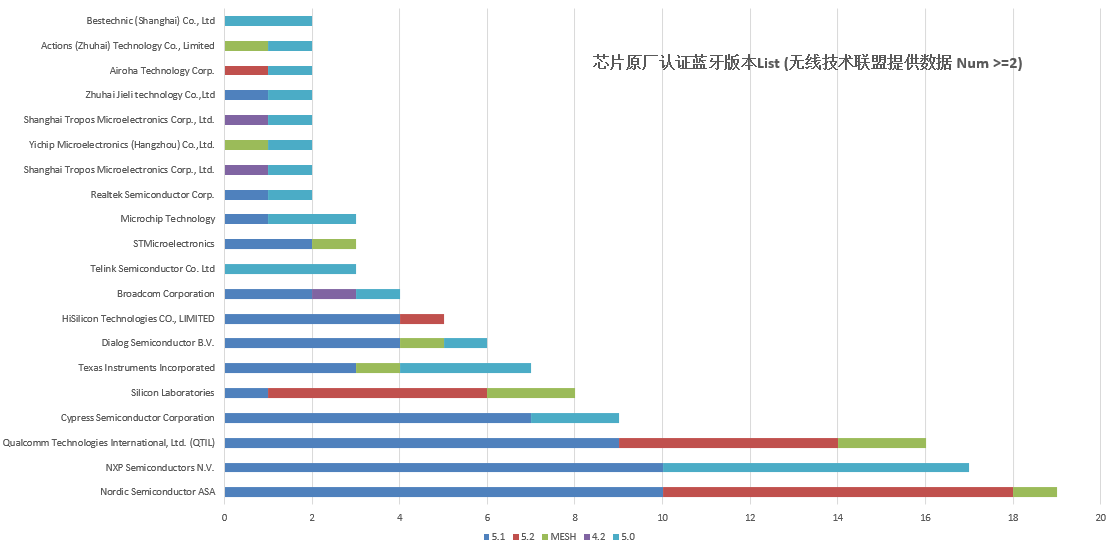 芯片原厂认证蓝牙版本List (无线技术联盟提供数据 Num >=2)
Bestechnic (Shanghai) Co., Ltd
Actions (Zhuhai) Technology Co., Limited
Airoha Technology Corp.
Zhuhai Jieli technology Co.,Ltd
Shanghai Tropos Microelectronics Corp., Ltd.
Yichip Microelectronics (Hangzhou) Co.,Ltd.
Shanghai Tropos Microelectronics Corp., Ltd.
Realtek Semiconductor Corp.
Microchip Technology
STMicroelectronics
Telink Semiconductor Co. Ltd
Broadcom Corporation
HiSilicon Technologies CO., LIMITED
Dialog Semiconductor B.V.
Texas Instruments Incorporated
Silicon Laboratories
Cypress Semiconductor Corporation
Qualcomm Technologies International, Ltd. (QTIL)
NXP Semiconductors N.V.
Nordic Semiconductor ASA
0 2 4 6 8 10 12 14 16 18 20
5.1 5.2 MESH 4.2 5.0